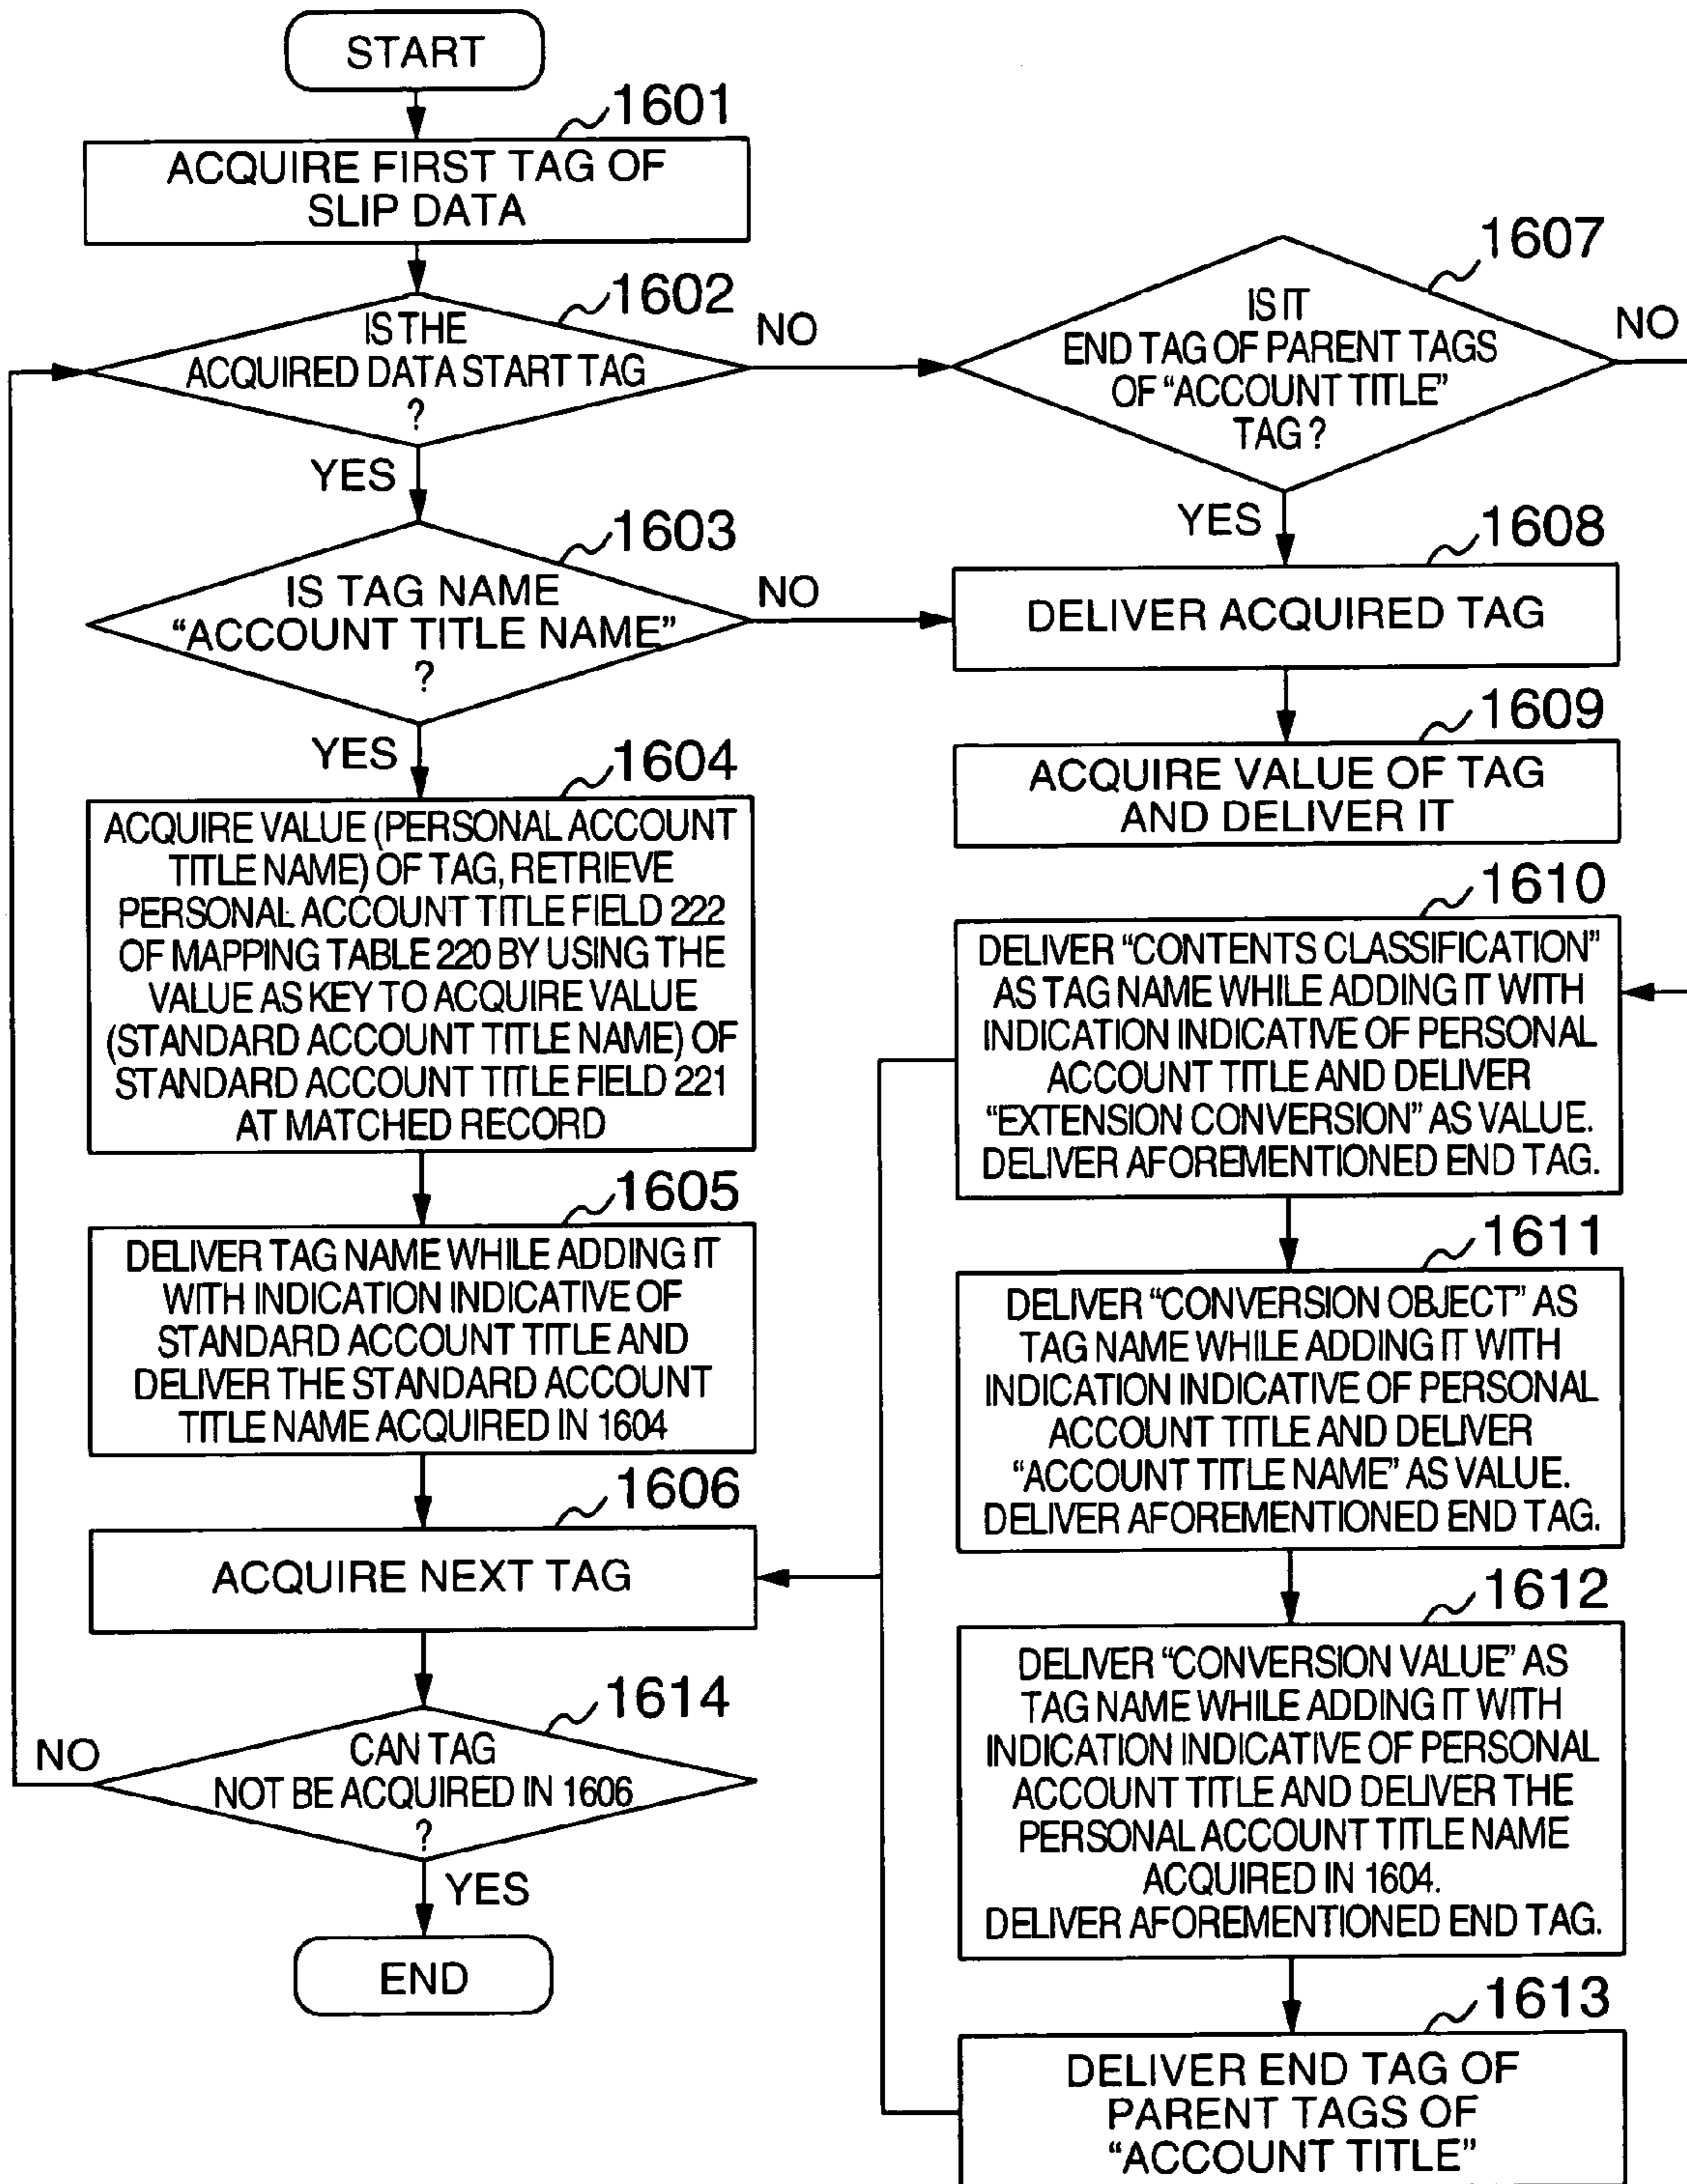 START
1601
ACQUIRE FIRST TAG OF
SLIP DATA
1602
IS THE
ACQUIRED DATA START TAG
?
NO
YES
1603
IS TAG NAME
“ACCOUNT TITLE NAME”
?
NO
YES
1604
ACQUIRE VALUE (PERSONAL ACCOUNT
TITLE NAME) OF TAG, RETRIEVE
PERSONAL ACCOUNT TITLE FIELD 222
OF MAPPING TABLE 220 BY USING THE
VALUE AS KEY TO ACQUIRE VALUE
(STANDARD ACCOUNT TITLE NAME) OF
STANDARD ACCOUNT TITLE FIELD 221
AT MATCHED RECORD
1605
DELIVER TAG NAME WHILE ADDING IT
WITH INDICATION INDICATIVE OF
STANDARD ACCOUNT TITLE AND
DELIVER THE STANDARD ACCOUNT
TITLE NAME ACQUIRED IN 1604
1606
ACQUIRE NEXT TAG
1614
CAN TAG
NOT BE ACQUIRED IN 1606
?
NO
YES
END
1607
IS IT
END TAG OF PARENT TAGS
OF “ACCOUNT TITLE”
TAG ?
NO
YES
1608
DELIVER ACQUIRED TAG
1609
ACQUIRE VALUE OF TAG
AND DELIVER IT
1610
DELIVER “CONTENTS CLASSIFICATION”
AS TAG NAME WHILE ADDING IT WITH
INDICATION INDICATIVE OF PERSONAL
ACCOUNT TITLE AND DELIVER
“EXTENSION CONVERSION” AS VALUE.
DELIVER AFOREMENTIONED END TAG.
1611
DELIVER “CONVERSION OBJECT” AS
TAG NAME WHILE ADDING IT WITH
INDICATION INDICATIVE OF PERSONAL
ACCOUNT TITLE AND DELIVER
“ACCOUNT TITLE NAME” AS VALUE.
DELIVER AFOREMENTIONED END TAG.
1612
DELIVER “CONVERSION VALUE” AS
TAG NAME WHILE ADDING IT WITH
INDICATION INDICATIVE OF PERSONAL
ACCOUNT TITLE AND DELIVER THE
PERSONAL ACCOUNT TITLE NAME
ACQUIRED IN 1604.
DELIVER AFOREMENTIONED END TAG.
1613
DELIVER END TAG OF
PARENT TAGS OF
“ACCOUNT TITLE”